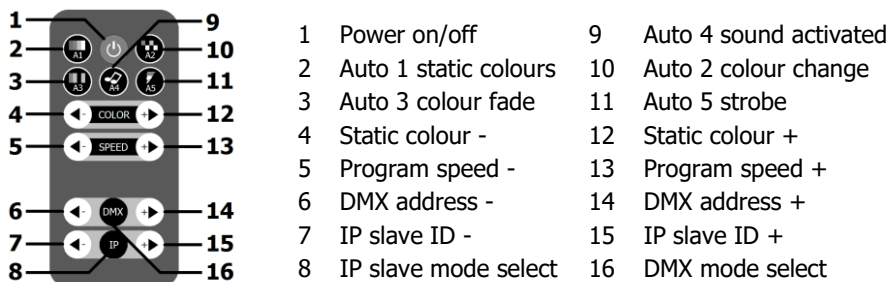 1
2
3
4
5
6
7
8
9
10
11
12
13
14
15
16
A1
A2
A3
A4
A5
- COLOR +
- SPEED +
- DMX +
- IP +
1 Power on/off 9 Auto 4 sound activated
2 Auto 1 static colours 10 Auto 2 colour change
3 Auto 3 colour fade 11 Auto 5 strobe
4 Static colour - 12 Static colour +
5 Program speed - 13 Program speed +
6 DMX address - 14 DMX address +
7 IP slave ID - 15 IP slave ID +
8 IP slave mode select 16 DMX mode select